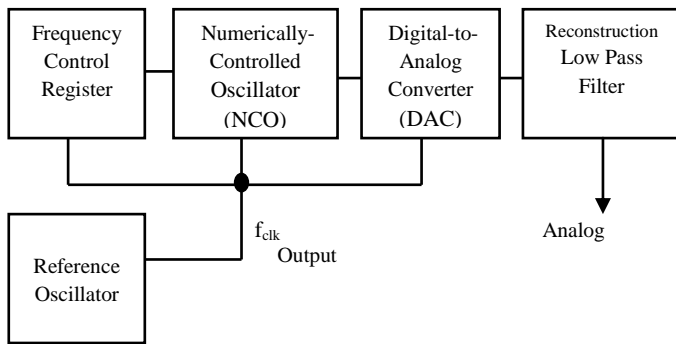 Frequency
Control
Register
Numerically-
Controlled
Oscillator
(NCO)
Digital-to-
Analog
Converter
(DAC)
Reconstruction
Low Pass
Filter
f_clk
Output
Analog
Reference
Oscillator